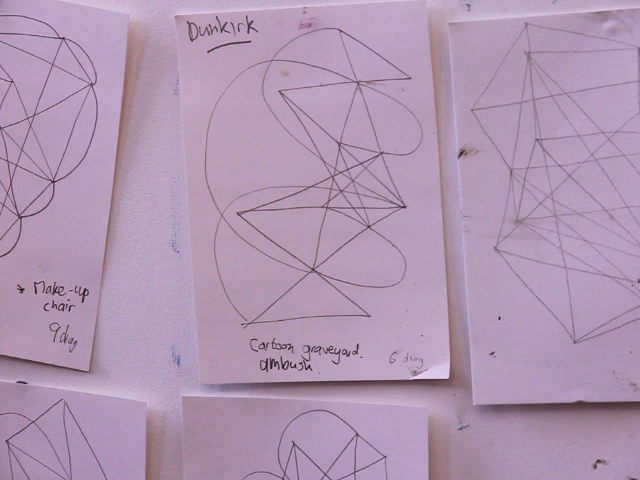 Dunkirk
* Make-up
chair
9 diag
Cartoon graveyard.
ambush.
6 diag